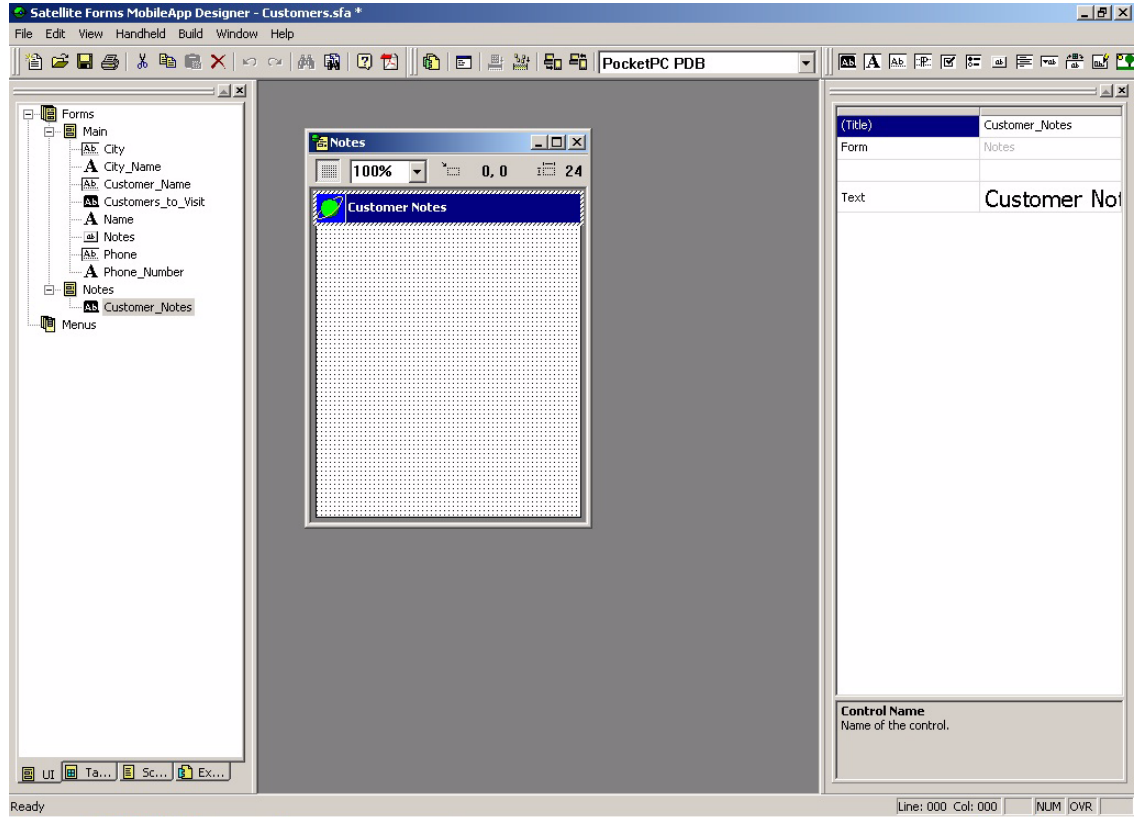 Satellite Forms MobileApp Designer - Customers.sfa *
File Edit View Handheld Build Window Help
PocketPC PDB
Forms
Main
City
City_Name
Customer_Name
Customers_to_Visit
Name
Notes
Phone
Phone_Number
Notes
Customer_Notes
Menus
UI Ta... Sc... Ex...
Notes
100% 0, 0 24
Customer Notes
(Title) Customer_Notes
Form Notes
Text Customer Not
Control Name
Name of the control.
Ready Line: 000 Col: 000 NUM OVR